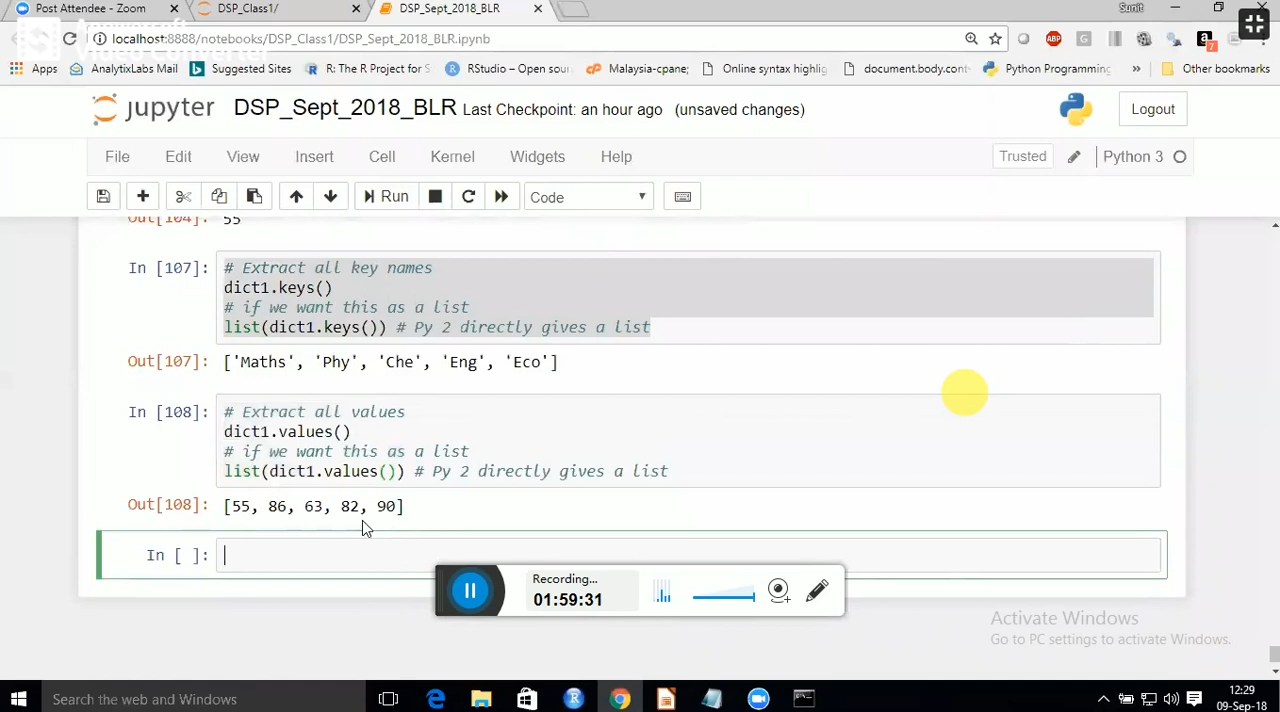 Post Attendee - Zoom
DSP_Class1/
DSP_Sept_2018_BLR
Sunit
localhost:8888/notebooks/DSP_Class1/DSP_Sept_2018_BLR.ipynb
ABP
G
7
Apps
AnalytixLabs Mail
Suggested Sites
R: The R Project for S
RStudio – Open sour
Malaysia-cpane;
Online syntax highlig
document.body.cont
Python Programming
Other bookmarks
jupyter DSP_Sept_2018_BLR Last Checkpoint: an hour ago (unsaved changes)
Logout
File Edit View Insert Cell Kernel Widgets Help
Trusted
Python 3
Run
Code
Out[104]: 55
In [107]: # Extract all key names
dict1.keys()
# if we want this as a list
list(dict1.keys()) # Py 2 directly gives a list
Out[107]: ['Maths', 'Phy', 'Che', 'Eng', 'Eco']
In [108]: # Extract all values
dict1.values()
# if we want this as a list
list(dict1.values()) # Py 2 directly gives a list
Out[108]: [55, 86, 63, 82, 90]
In [ ]:
Recording...
01:59:31
Activate Windows
Go to PC settings to activate Windows.
Search the web and Windows
12:29
09-Sep-18